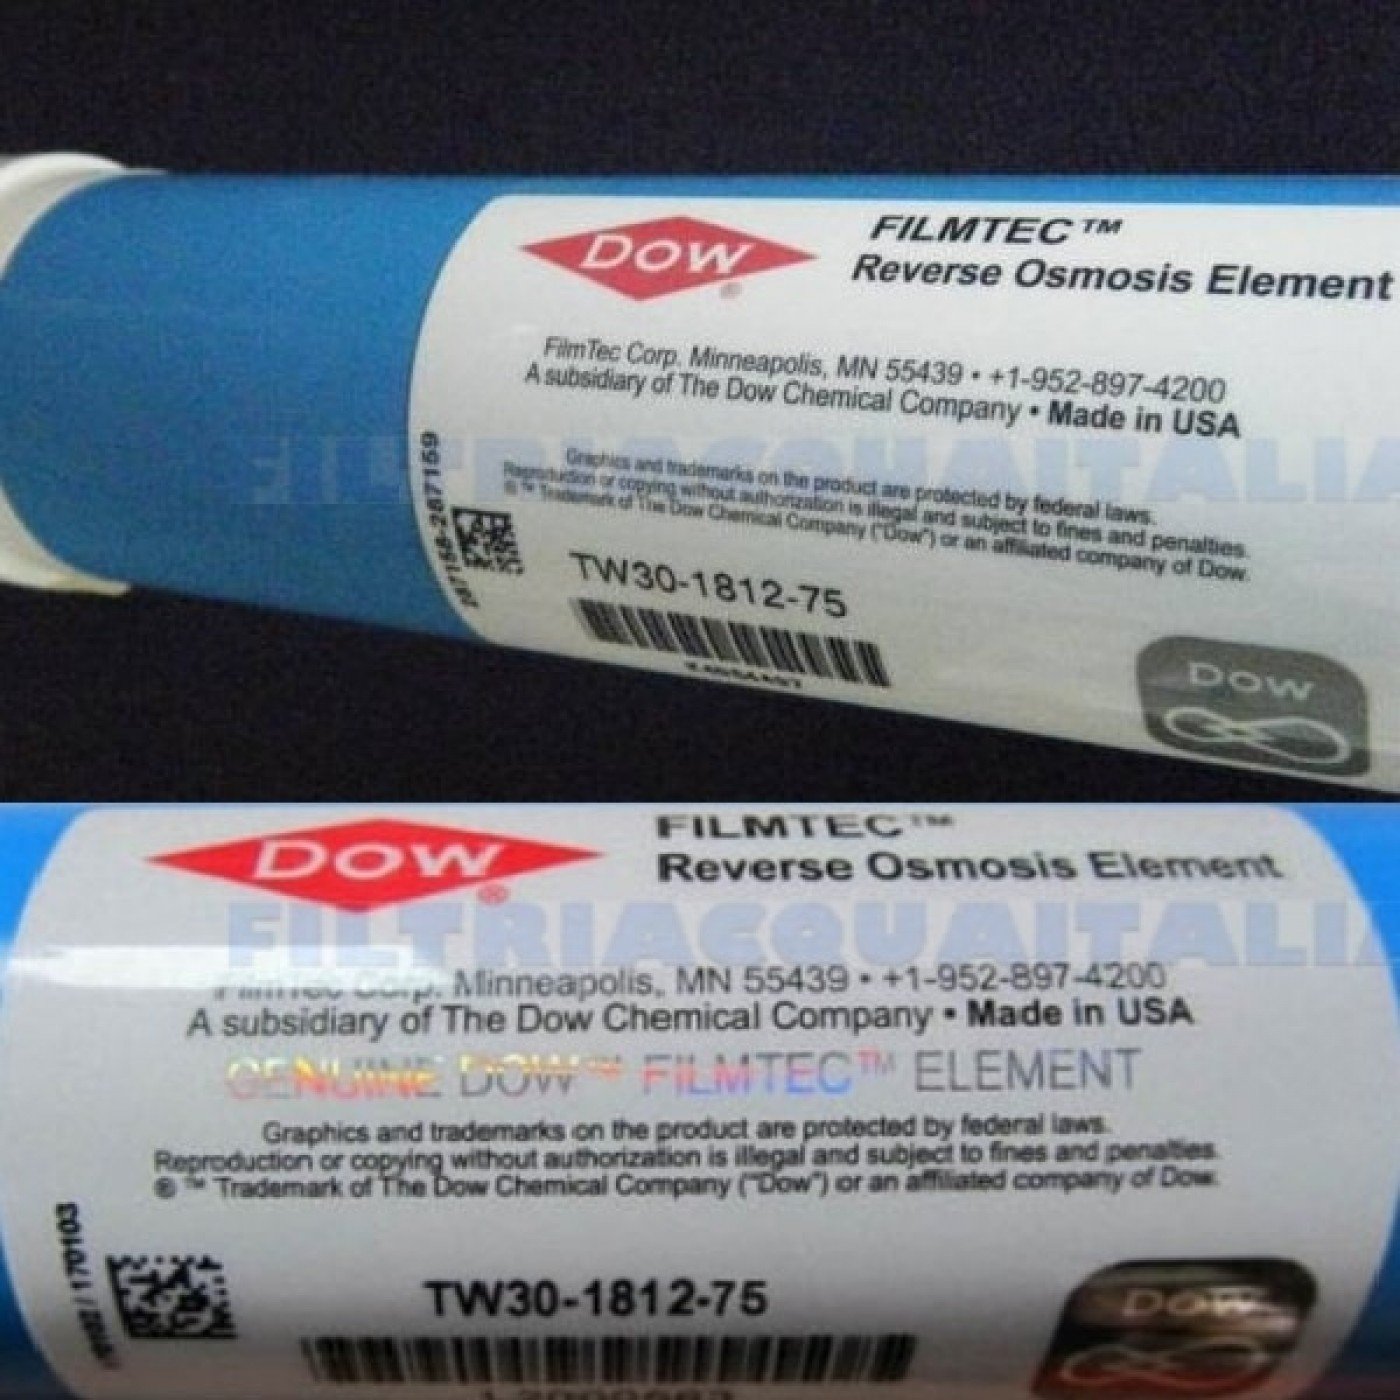 DOW
®
FILMTEC™
Reverse Osmosis Element
FilmTec Corp. Minneapolis, MN 55439 • +1-952-897-4200
A subsidiary of The Dow Chemical Company • Made in USA
FILTRIACQUAITALIA
Graphics and trademarks on the product are protected by federal laws.
Reproduction or copying without authorization is illegal and subject to fines and penalties.
® ™ Trademark of The Dow Chemical Company ("Dow") or an affiliated company of Dow.
TW30-1812-75
DOW
DOW
®
FILMTEC™
Reverse Osmosis Element
FILTRIACQUAITALIA
FilmTec Corp. Minneapolis, MN 55439 • +1-952-897-4200
A subsidiary of The Dow Chemical Company • Made in USA
GENUINE DOW™ FILMTEC™ ELEMENT
Graphics and trademarks on the product are protected by federal laws.
Reproduction or copying without authorization is illegal and subject to fines and penalties.
® ™ Trademark of The Dow Chemical Company ("Dow") or an affiliated company of Dow.
/ 170103
TW30-1812-75
DOW